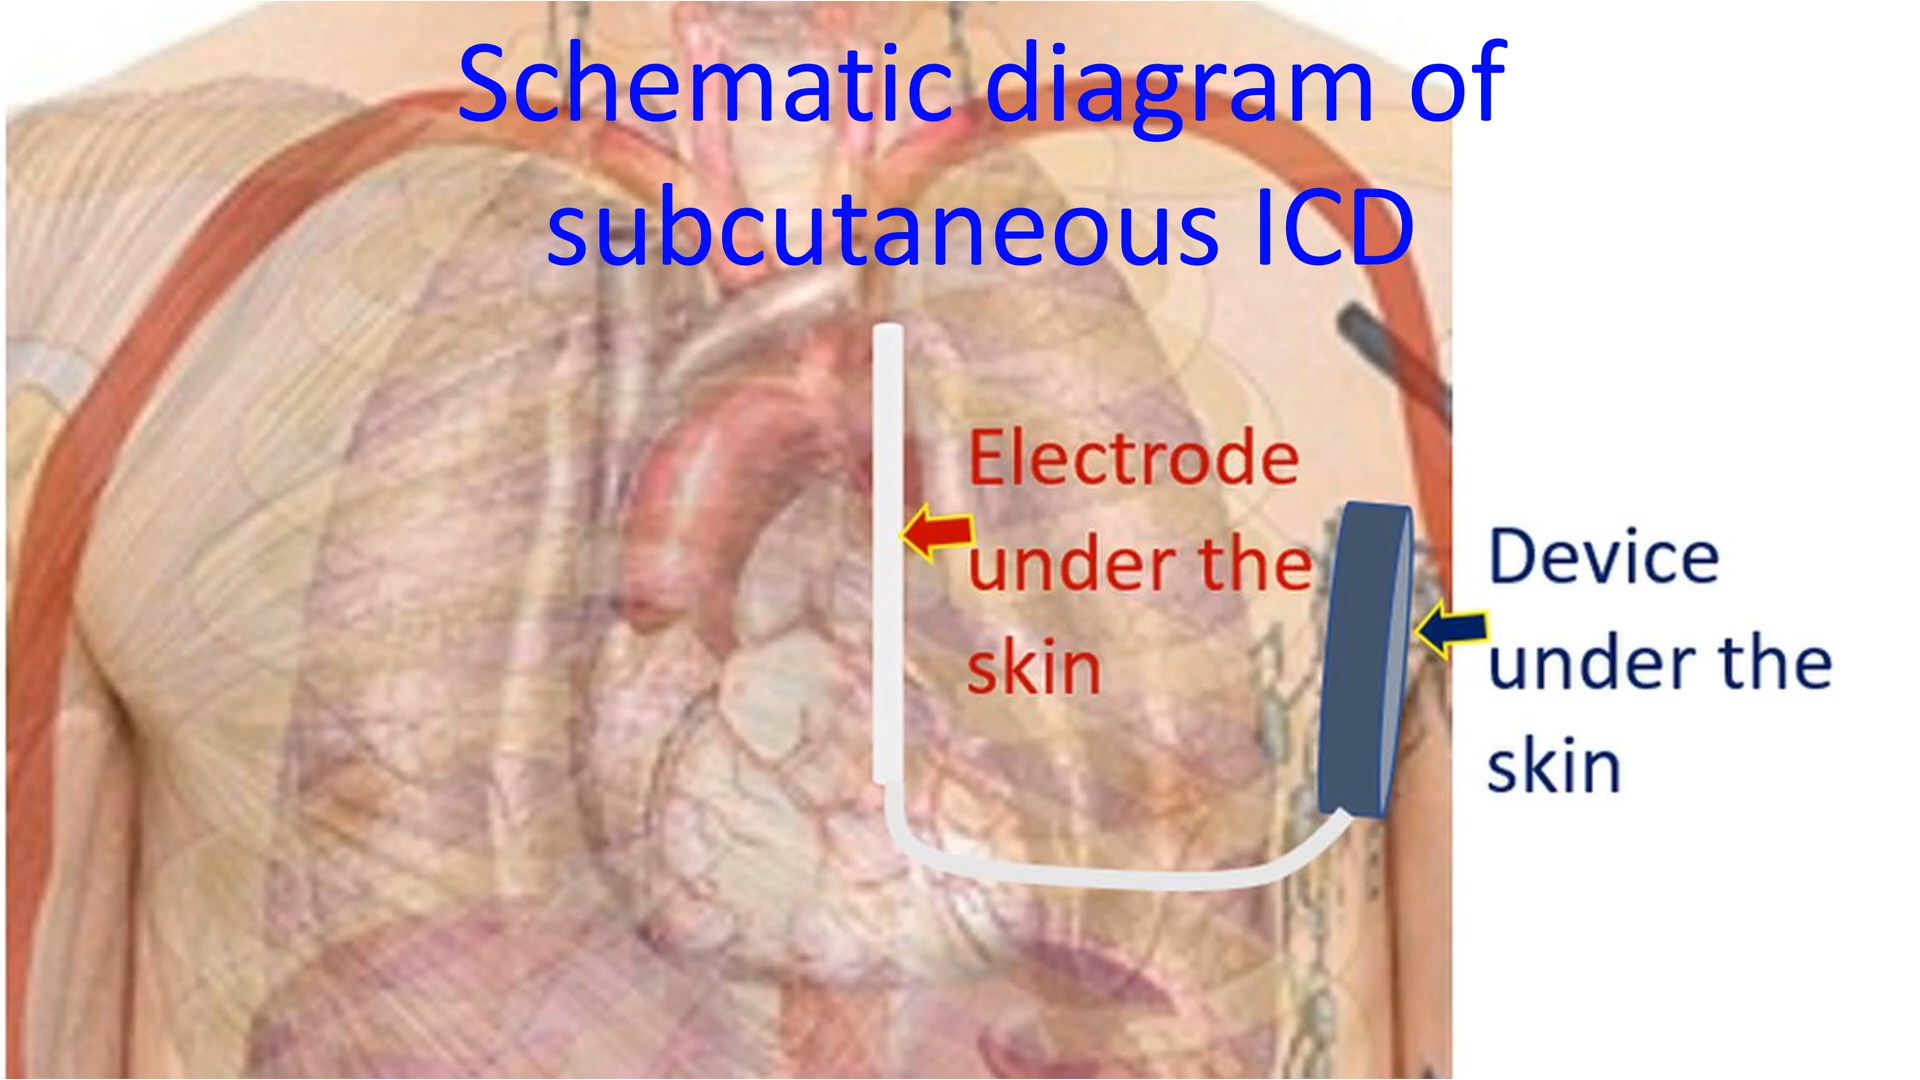 Schematic diagram of
subcutaneous ICD
Electrode
under the
skin
Device
under the
skin